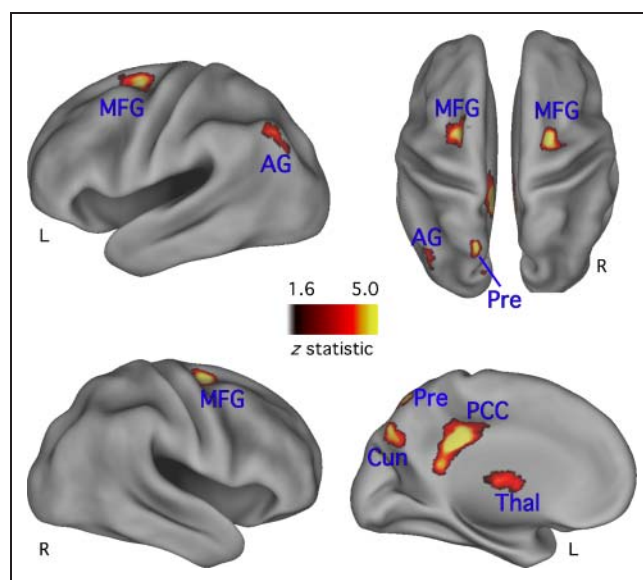 MFG
AG
L
MFG MFG
AG
Pre
R
1.6 5.0
z statistic
MFG
R
Pre
PCC
Cun
Thal
L